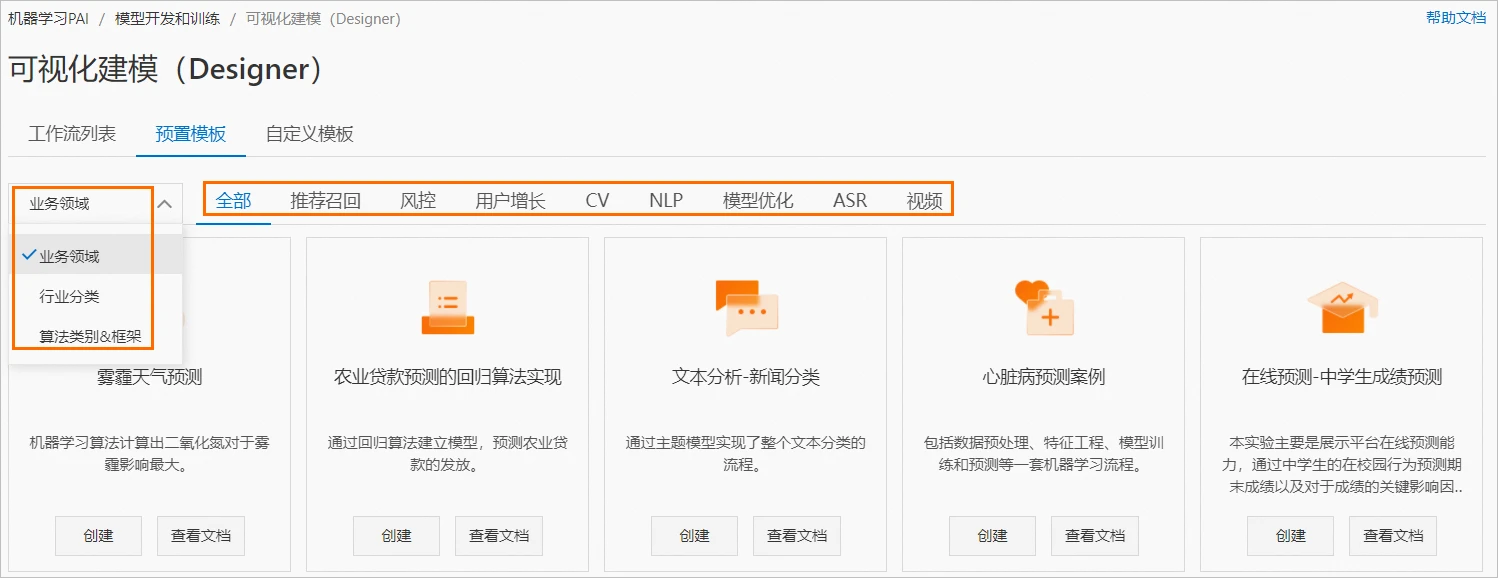 机器学习PAI / 模型开发和训练 / 可视化建模（Designer）
帮助文档
可视化建模（Designer）
工作流列表 预置模板 自定义模板
业务领域
全部 推荐召回 风控 用户增长 CV NLP 模型优化 ASR 视频
业务领域
行业分类
算法类别&框架
雾霾天气预测
机器学习算法计算出二氧化氮对于雾
霾影响最大。
创建 查看文档
农业贷款预测的回归算法实现
通过回归算法建立模型，预测农业贷
款的发放。
创建 查看文档
文本分析-新闻分类
通过主题模型实现了整个文本分类的
流程。
创建 查看文档
心脏病预测案例
包括数据预处理、特征工程、模型训
练和预测等一套机器学习流程。
创建 查看文档
在线预测-中学生成绩预测
本实验主要是展示平台在线预测能
力，通过中学生的在校园行为预测期
末成绩以及对于成绩的关键影响因..
创建 查看文档